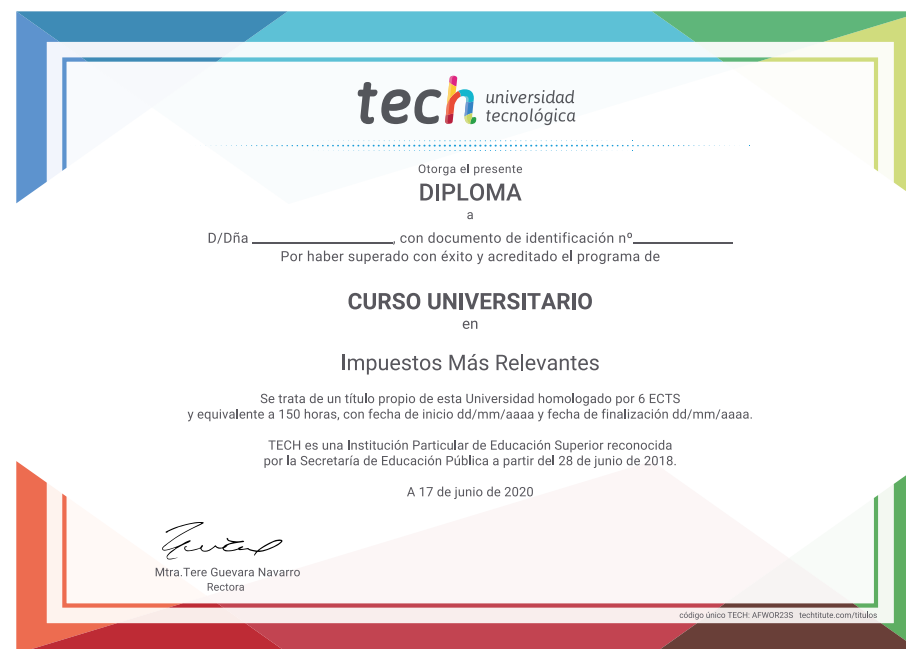 tech universidad
tecnológica
Otorga el presente
DIPLOMA
a
D/Dña ____________________, con documento de identificación nº______________
Por haber superado con éxito y acreditado el programa de
CURSO UNIVERSITARIO
en
Impuestos Más Relevantes
Se trata de un título propio de esta Universidad homologado por 6 ECTS
y equivalente a 150 horas, con fecha de inicio dd/mm/aaaa y fecha de finalización dd/mm/aaaa.
TECH es una Institución Particular de Educación Superior reconocida
por la Secretaría de Educación Pública a partir del 28 de junio de 2018.
A 17 de junio de 2020
Mtra.Tere Guevara Navarro
Rectora
código único TECH: AFWOR23S techtitute.com/titulos